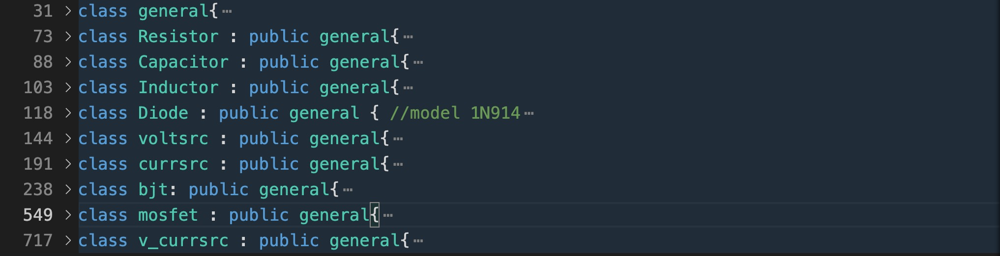 31 > class general{ ⋯
73 > class Resistor : public general{ ⋯
88 > class Capacitor : public general{ ⋯
103 > class Inductor : public general{ ⋯
118 > class Diode : public general { //model 1N914 ⋯
144 > class voltsrc : public general{ ⋯
191 > class currsrc : public general{ ⋯
238 > class bjt: public general{ ⋯
549 > class mosfet : public general{ ⋯
717 > class v_currsrc : public general{ ⋯